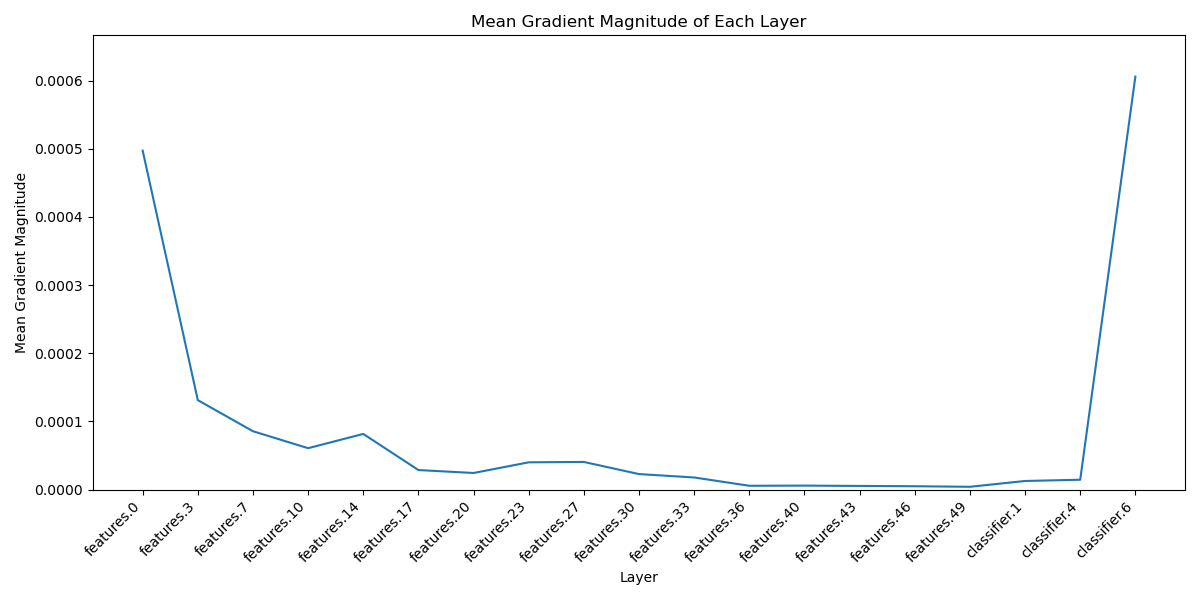 Mean Gradient Magnitude of Each Layer
Mean Gradient Magnitude
0.0006
0.0005
0.0004
0.0003
0.0002
0.0001
0.0000
features.0
features.3
features.7
features.10
features.14
features.17
features.20
features.23
features.27
features.30
features.33
features.36
features.40
features.43
features.46
features.49
classifier.1
classifier.4
classifier.6
Layer